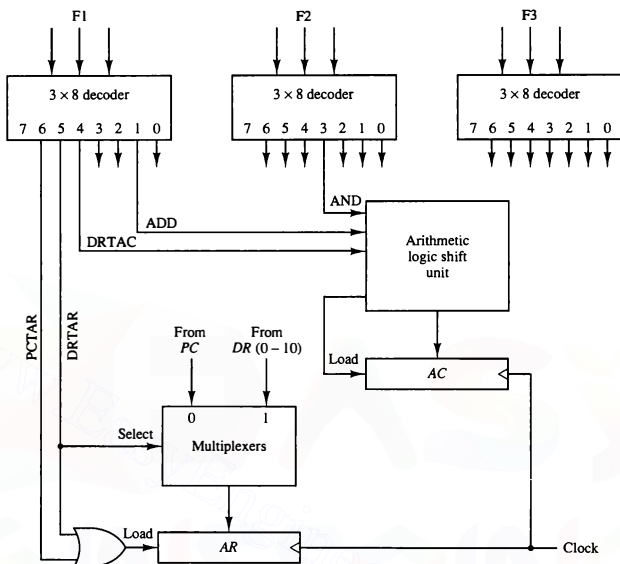 F1 F2 F3
3 × 8 decoder 3 × 8 decoder 3 × 8 decoder
7 6 5 4 3 2 1 0 7 6 5 4 3 2 1 0 7 6 5 4 3 2 1 0
AND
ADD
DRTAC
Arithmetic
logic shift
unit
PCTAR
DRTAR
From
PC
From
DR (0 – 10)
Load
AC
0 1
Select
Multiplexers
Load
AR
Clock